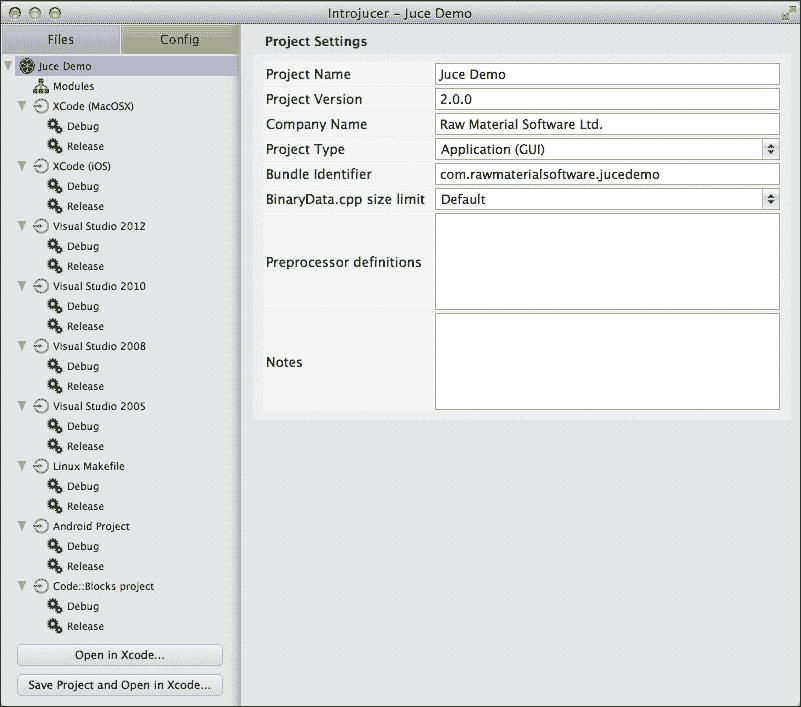 Introjucer - Juce Demo
Files
Config
Juce Demo
Modules
XCode (MacOSX)
Debug
Release
XCode (iOS)
Debug
Release
Visual Studio 2012
Debug
Release
Visual Studio 2010
Debug
Release
Visual Studio 2008
Debug
Release
Visual Studio 2005
Debug
Release
Linux Makefile
Debug
Release
Android Project
Debug
Release
Code::Blocks project
Debug
Release
Open in Xcode...
Save Project and Open in Xcode...
Project Settings
Project Name Juce Demo
Project Version 2.0.0
Company Name Raw Material Software Ltd.
Project Type Application (GUI)
Bundle Identifier com.rawmaterialsoftware.jucedemo
BinaryData.cpp size limit Default
Preprocessor definitions
Notes